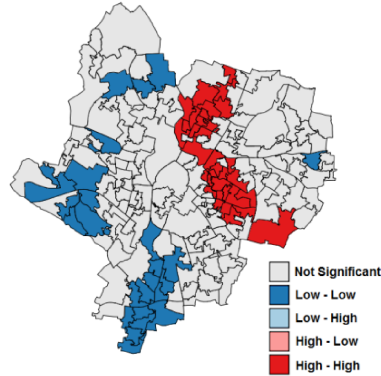 Not Significant
Low - Low
Low - High
High - Low
High - High